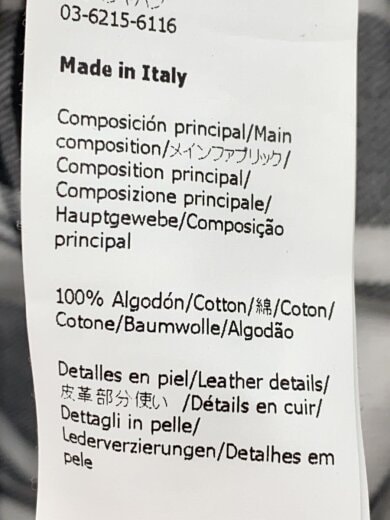 03-6215-6116
Made in Italy
Composición principal/Main
composition/メインファブリック/
Composition principal/
Composizione principale/
Hauptgewebe/Composição
principal
100% Algodón/Cotton/綿/Coton/
Cotone/Baumwolle/Algodão
Detalles en piel/Leather details/
皮革部分使い /Détails en cuir/
Dettagli in pelle/
Lederverzierungen/Detalhes em
pele